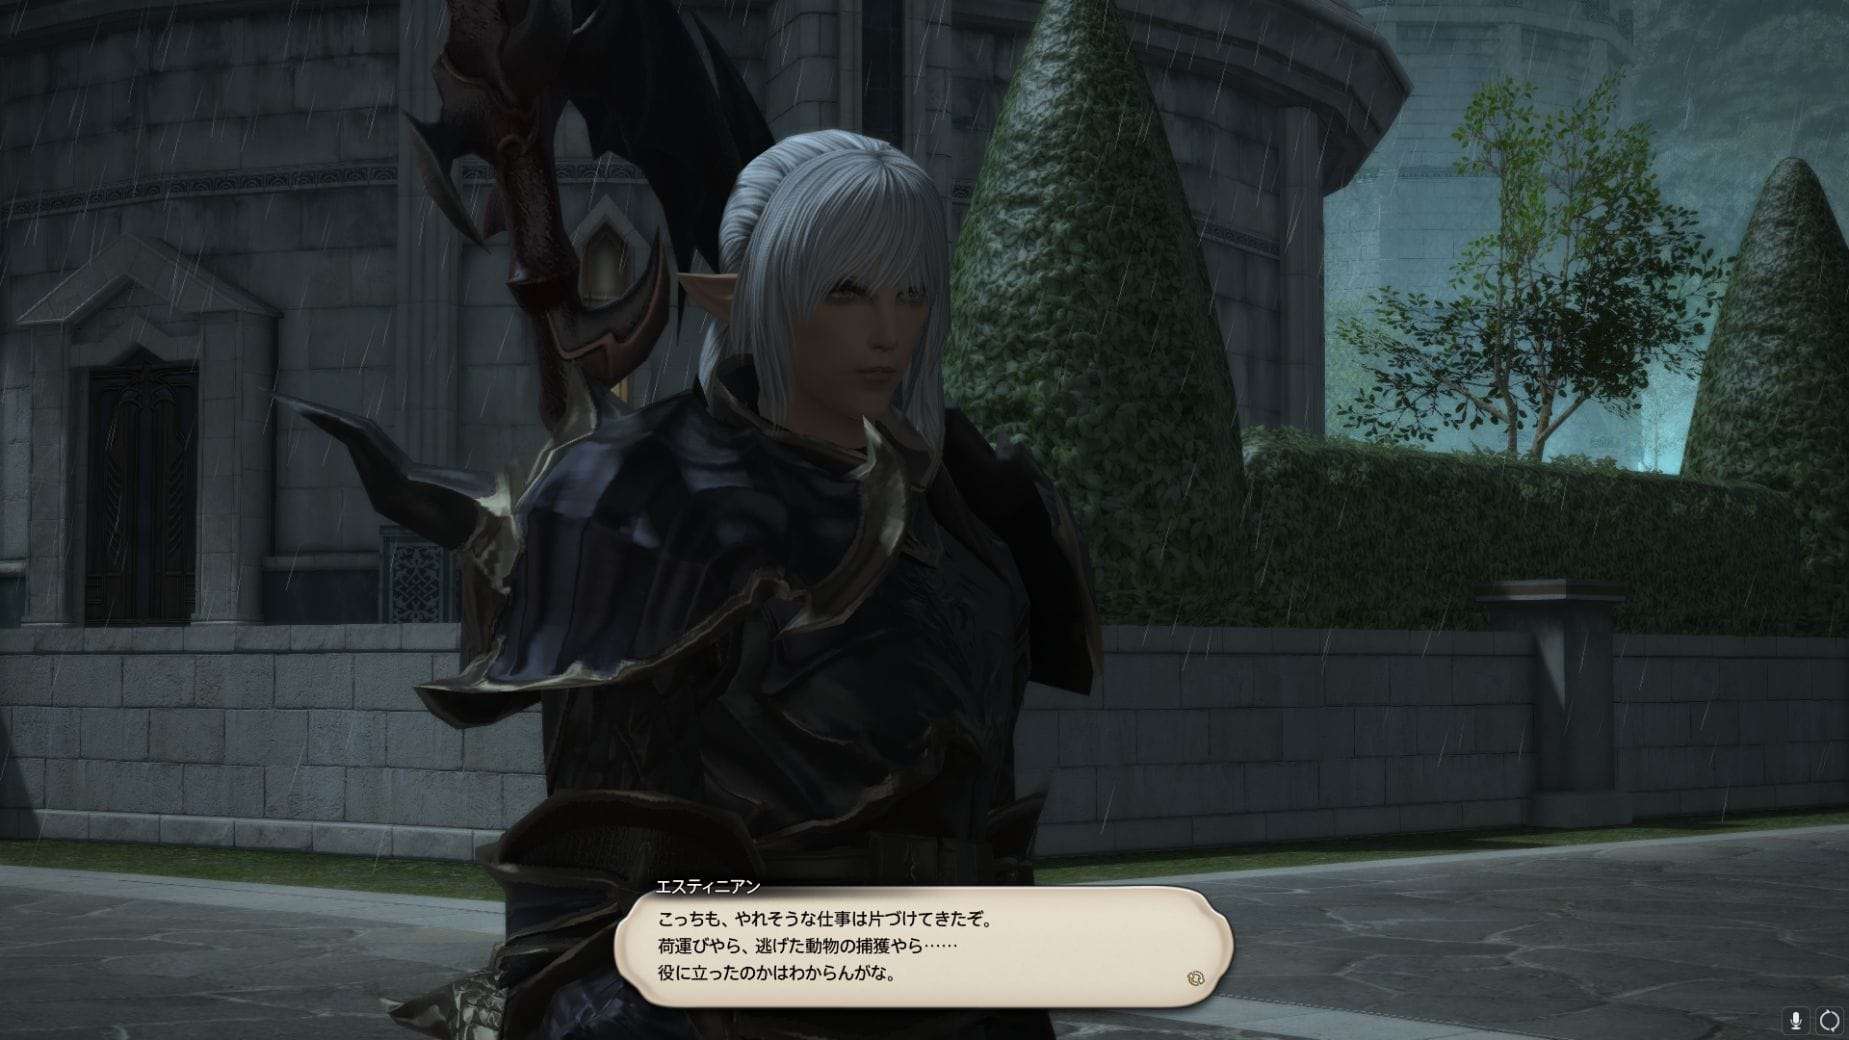 エスティニアン
こっちも、やれそうな仕事は片づけてきたぞ。
荷運びやら、逃げた動物の捕獲やら……
役に立ったのかはわからんがな。